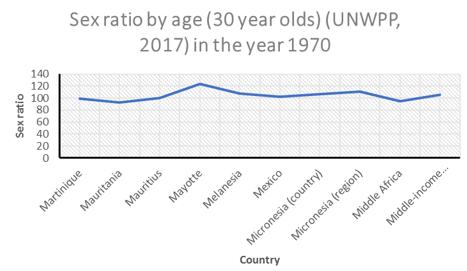 Sex ratio by age (30 year olds) (UNWPP,
2017) in the year 1970
140
120
100
80
60
40
20
0
Sex ratio
Martinique
Mauritania
Mauritius
Mayotte
Melanesia
Mexico
Micronesia (country)
Micronesia (region)
Middle Africa
Middle-income...
Country